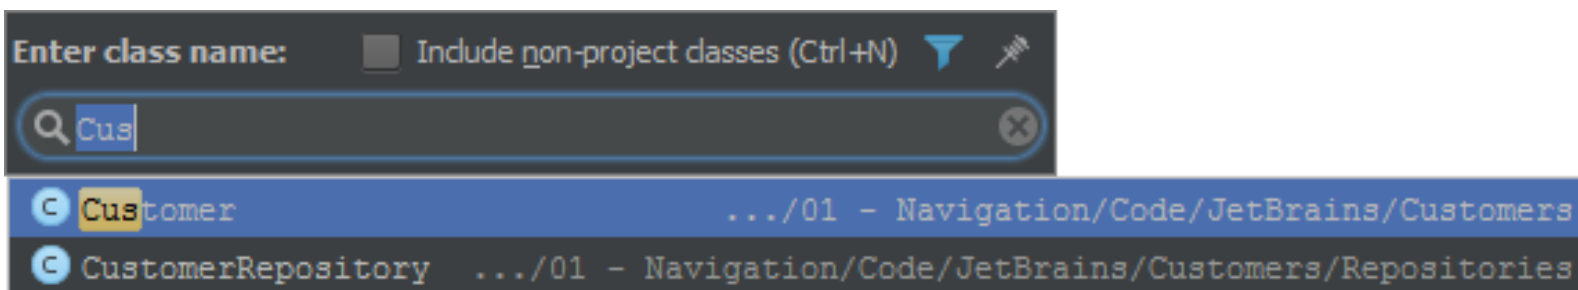 Enter class name: Include non-project classes (Ctrl+N)
Cus
C Customer .../01 - Navigation/Code/JetBrains/Customers
C CustomerRepository .../01 - Navigation/Code/JetBrains/Customers/Repositories